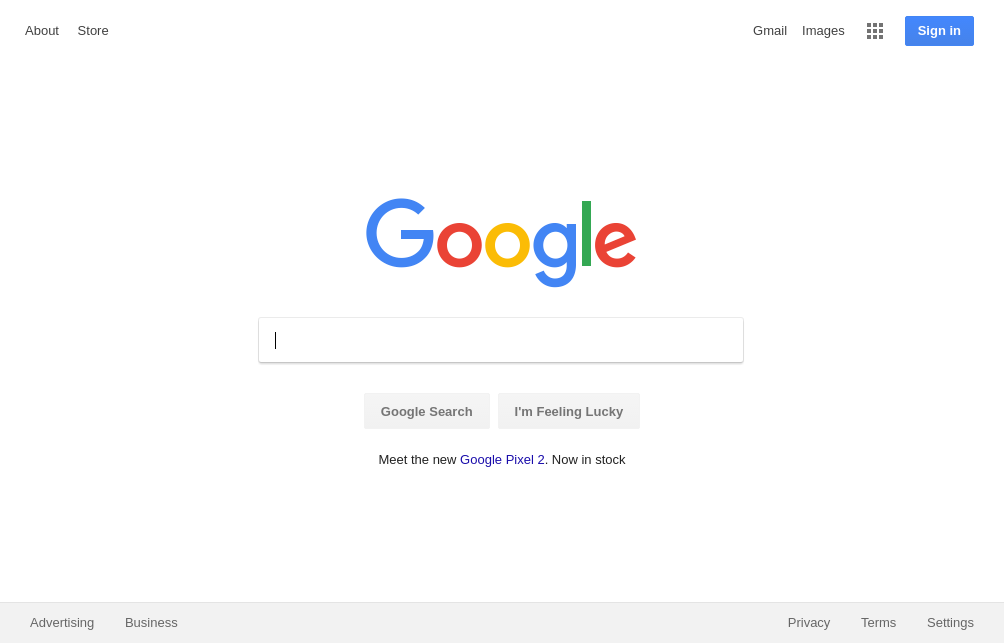 About Store Gmail Images Sign in
Google
Google Search I'm Feeling Lucky
Meet the new Google Pixel 2. Now in stock
Advertising Business Privacy Terms Settings